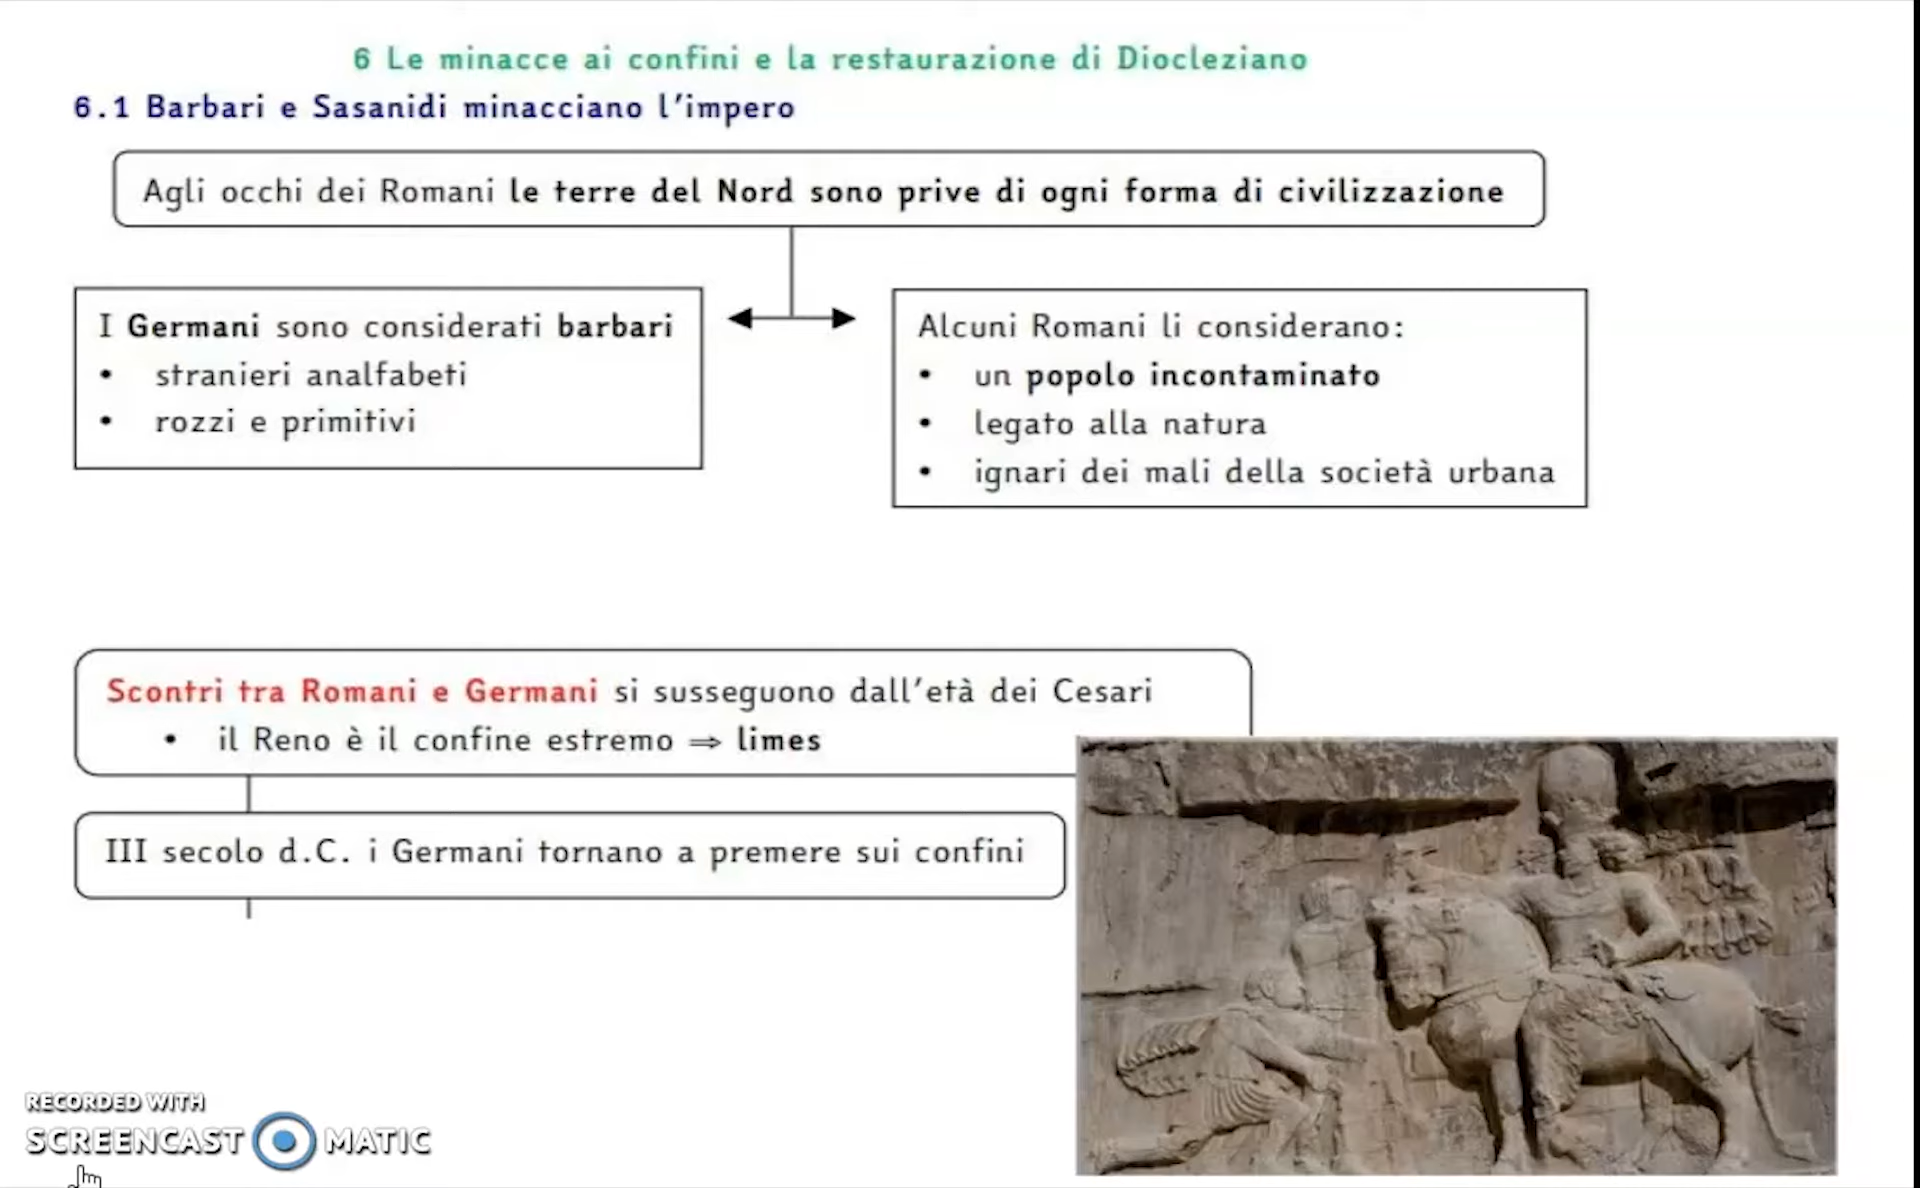 6 Le minacce ai confini e la restaurazione di Diocleziano
6.1 Barbari e Sasanidi minacciano l'impero
Agli occhi dei Romani le terre del Nord sono prive di ogni forma di civilizzazione
I Germani sono considerati barbari
• stranieri analfabeti
• rozzi e primitivi
Alcuni Romani li considerano:
• un popolo incontaminato
• legato alla natura
• ignari dei mali della società urbana
Scontri tra Romani e Germani si susseguono dall'età dei Cesari
• il Reno è il confine estremo ⇒ limes
III secolo d.C. i Germani tornano a premere sui confini
RECORDED WITH
SCREENCAST MATIC